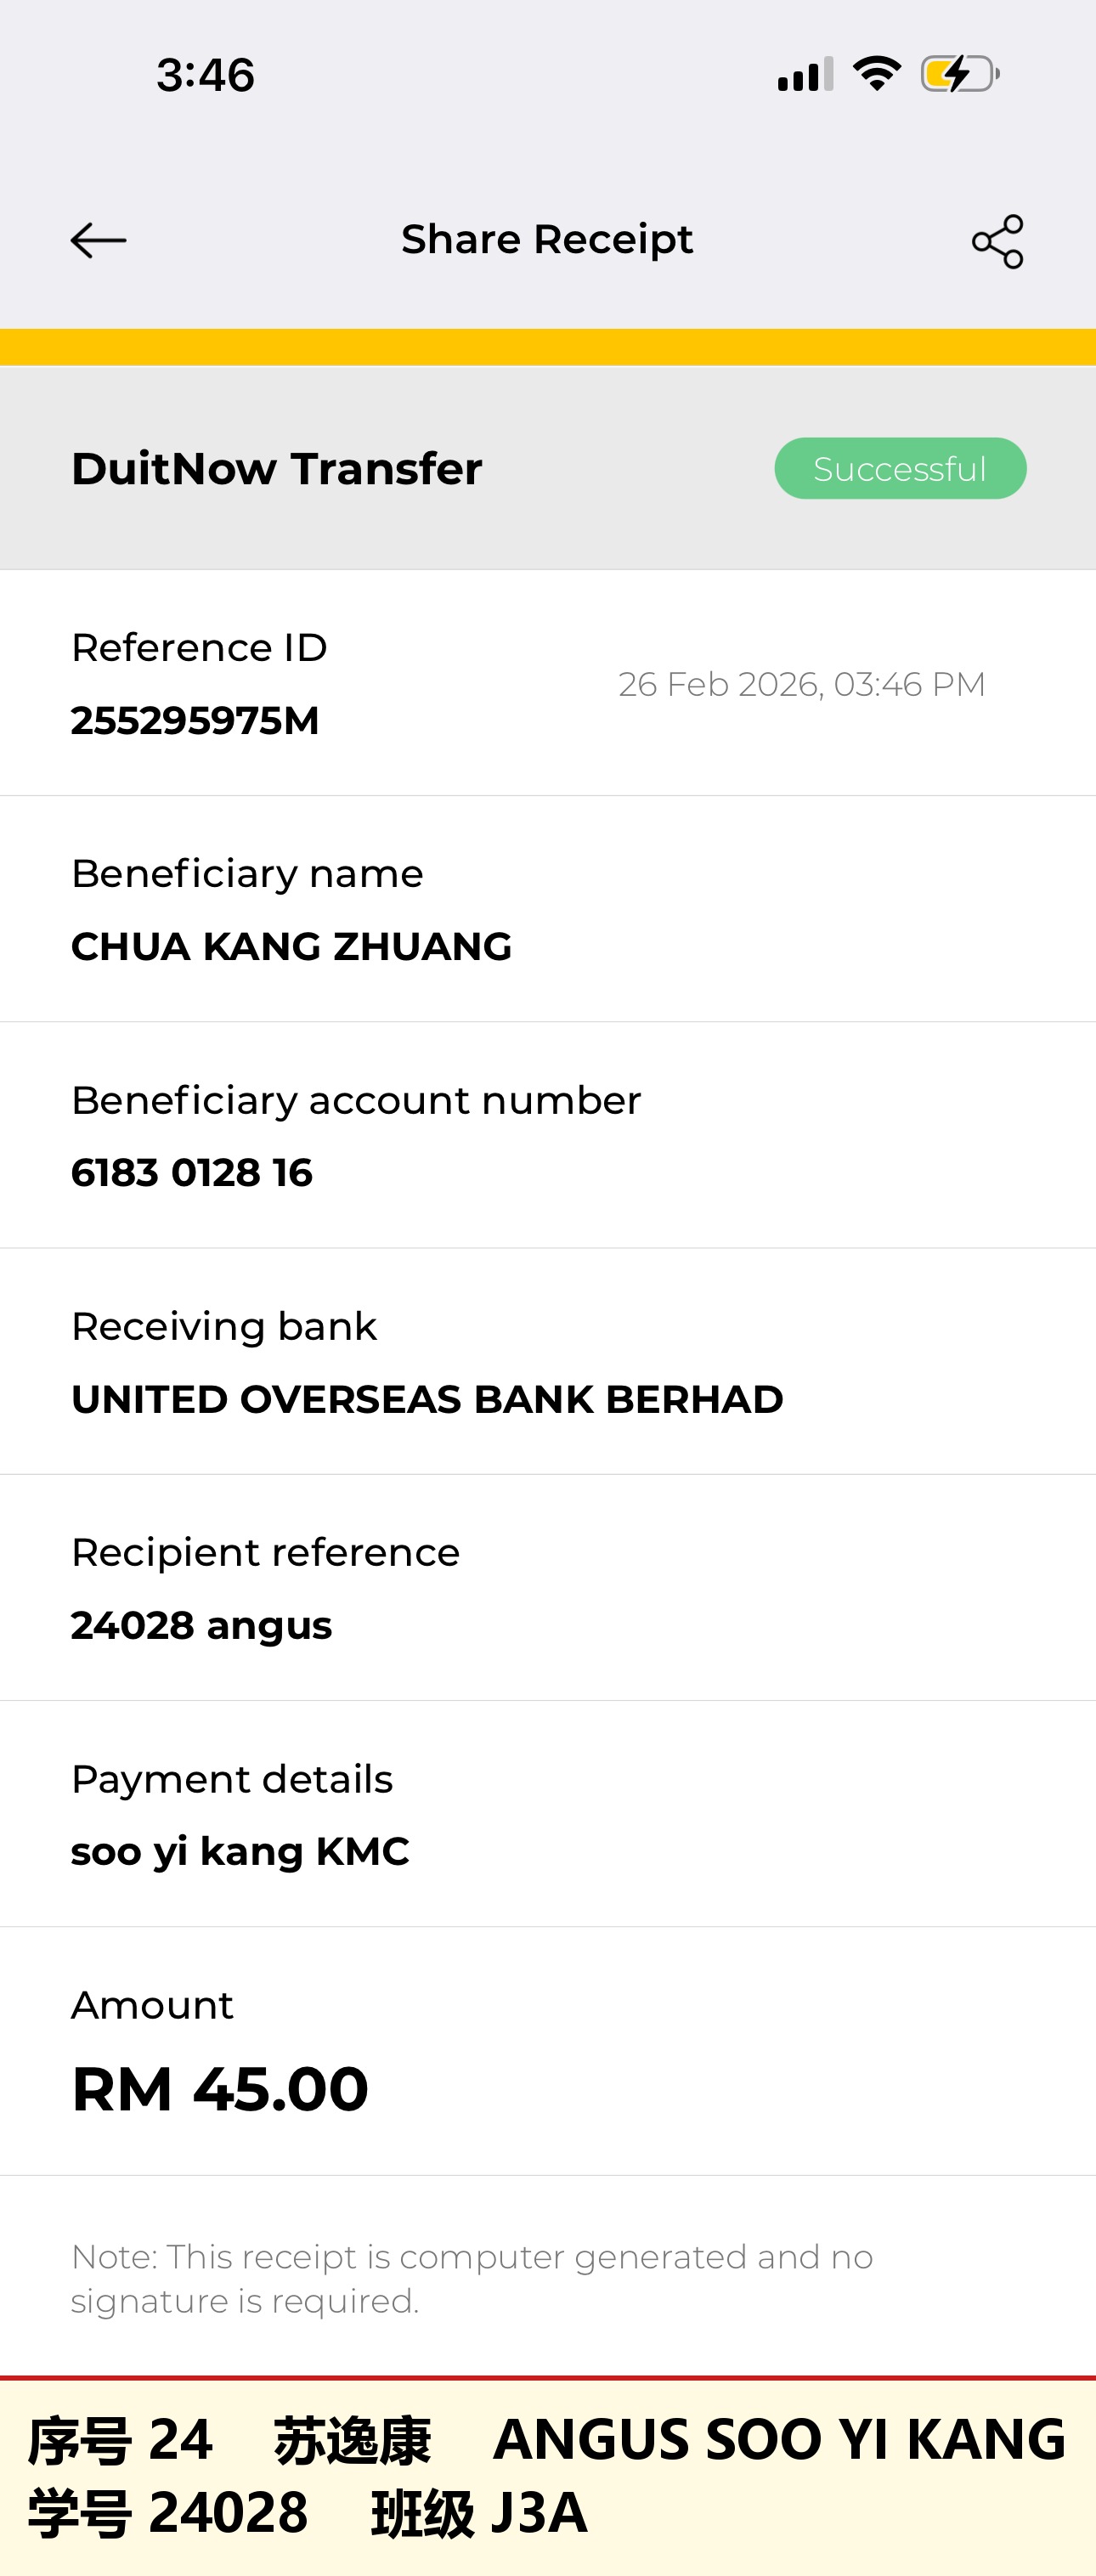 3:46
Share Receipt
DuitNow Transfer
Successful
Reference ID
255295975M
26 Feb 2026, 03:46 PM
Beneficiary name
CHUA KANG ZHUANG
Beneficiary account number
6183 0128 16
Receiving bank
UNITED OVERSEAS BANK BERHAD
Recipient reference
24028 angus
Payment details
soo yi kang KMC
Amount
RM 45.00
Note: This receipt is computer generated and no
signature is required.
序号 24 苏逸康 ANGUS SOO YI KANG
学号 24028 班级 J3A